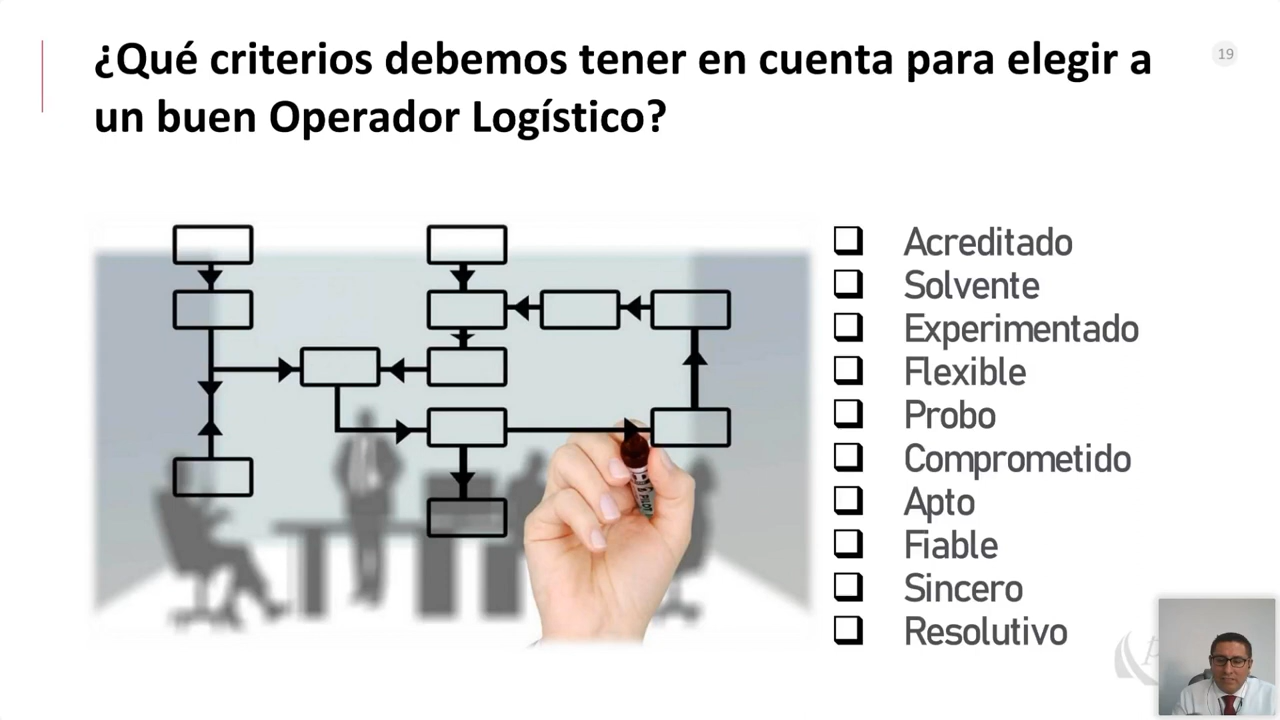 ¿Qué criterios debemos tener en cuenta para elegir a
un buen Operador Logístico?
19
Acreditado
Solvente
Experimentado
Flexible
Probo
Comprometido
Apto
Fiable
Sincero
Resolutivo